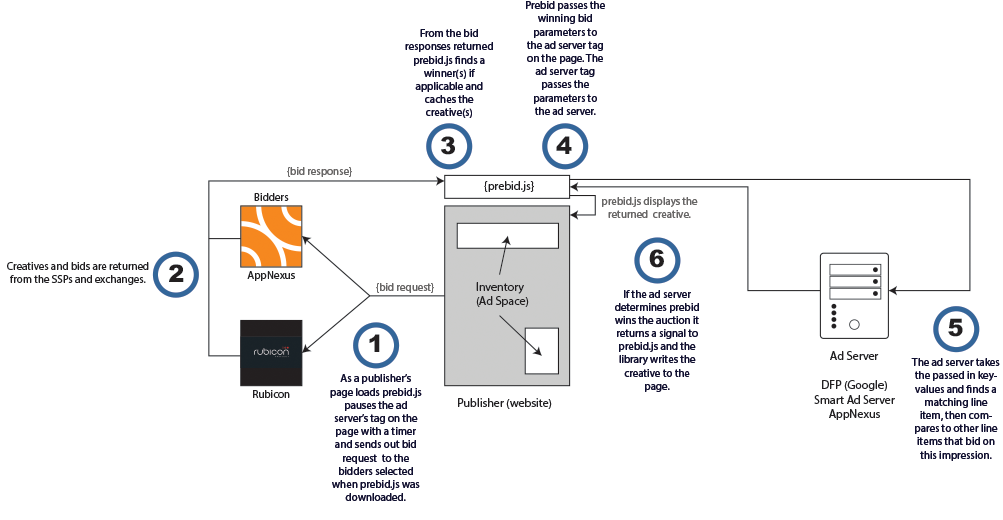 Prebid passes the
winning bid
parameters to
the ad server tag
on the page. The
ad server tag
passes the
parameters to
the ad server.
From the bid
responses returned
prebid.js finds a
winner(s) if
applicable and
caches the
creative(s)
3
4
{bid response}
{prebid.js}
prebid.js displays the
returned creative.
Bidders
AppNexus
2
Creatives and bids are returned
from the SSPs and exchanges.
{bid request}
Inventory
(Ad Space)
6
If the ad server
determines prebid
wins the auction it
returns a signal to
prebid.js and the
library writes the
creative to the
page.
rubicon
Rubicon
1
As a publisher's
page loads prebid.js
pauses the ad
server's tag on the
page with a timer
and sends out bid
request to the
bidders selected
when prebid.js was
downloaded.
Publisher (website)
Ad Server
DFP (Google)
Smart Ad Server
AppNexus
5
The ad server takes
the passed in key-
values and finds a
matching line
item, then com-
pares to other line
items that bid on
this impression.